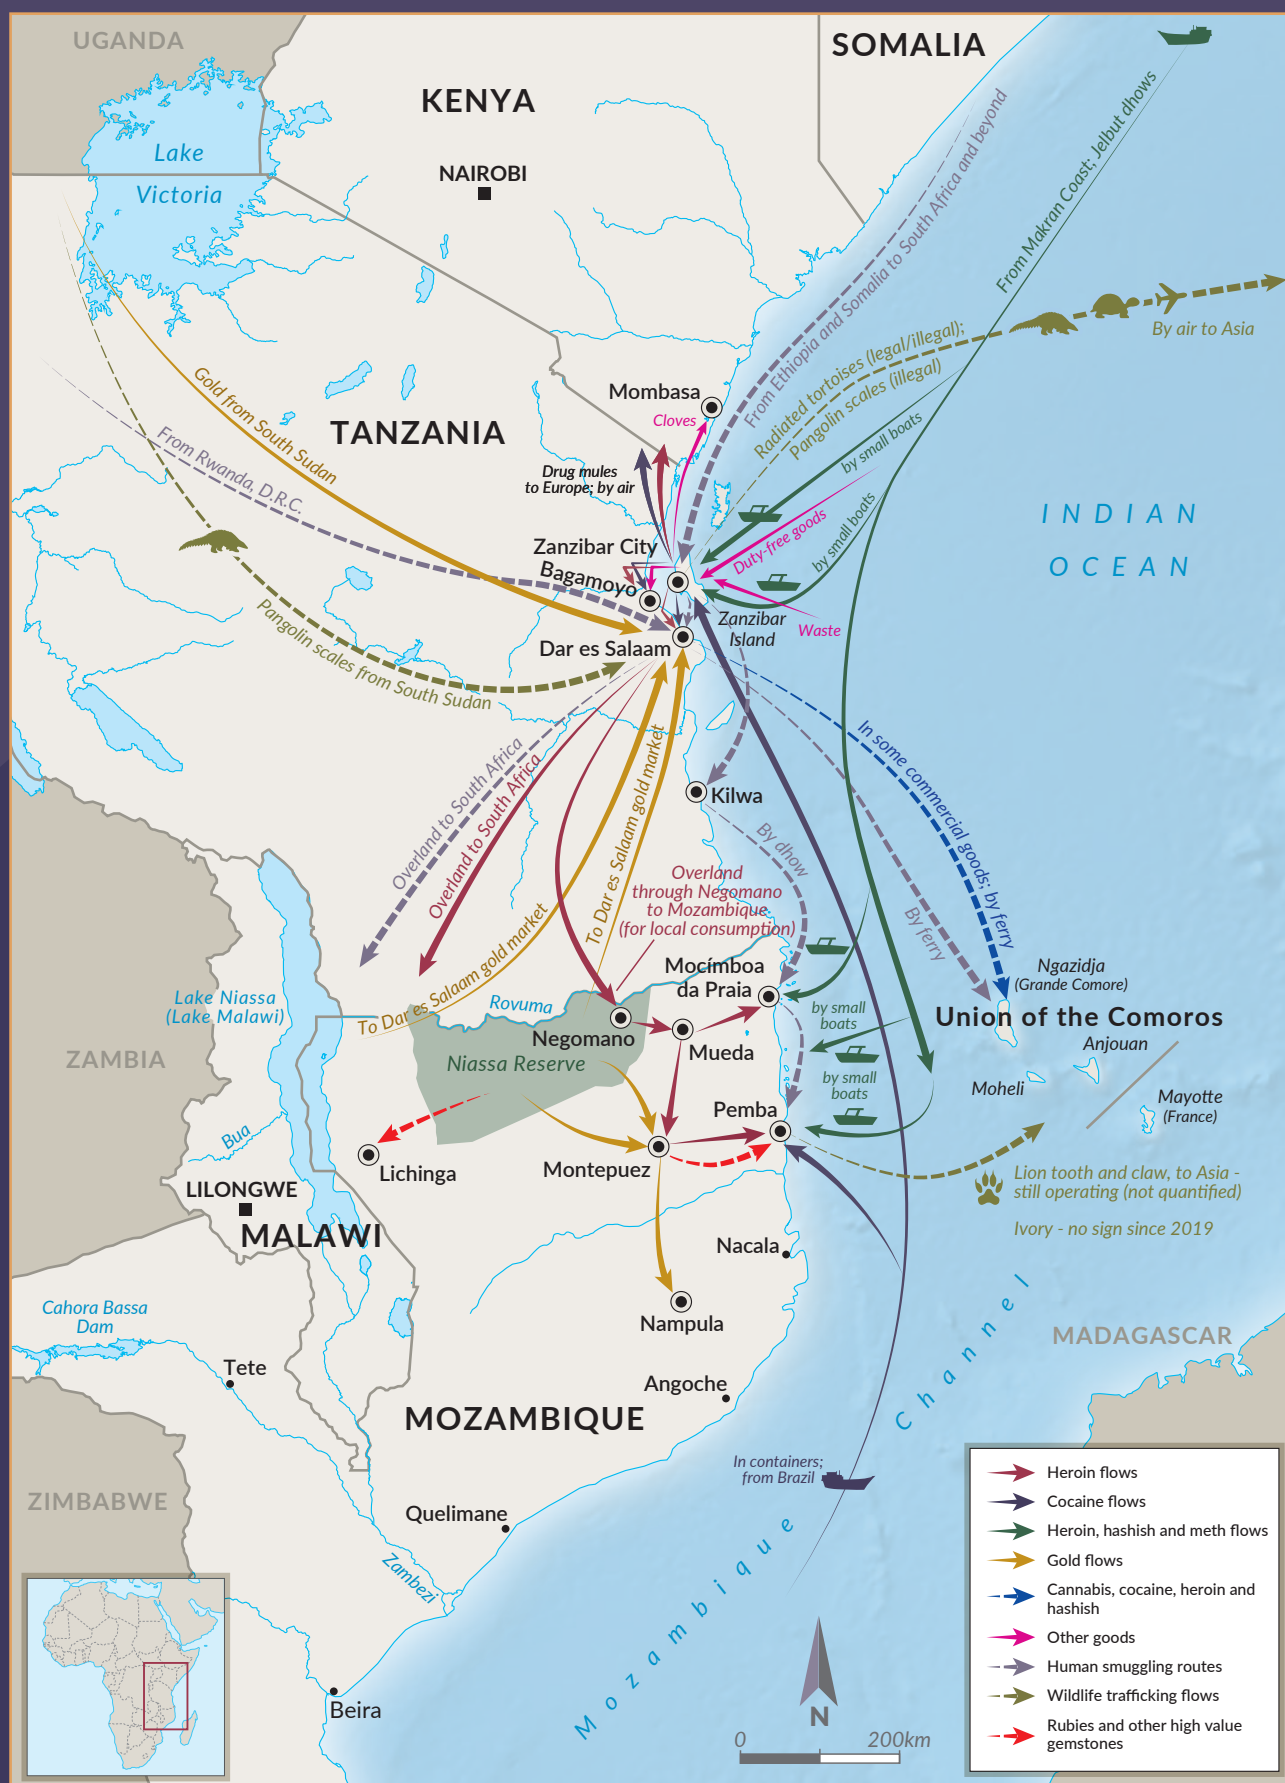 UGANDA
SOMALIA
KENYA
Lake
Victoria
NAIROBI
From Ethiopia and Somalia to South Africa and beyond
From Makran Coast; Jelbut dhows
By air to Asia
Radiated tortoises (legal/illegal);
Pangolin scales (illegal)
Gold from South Sudan
Mombasa
Cloves
TANZANIA
From Rwanda, D.R.C.
Drug mules
to Europe; by air
by small boats
INDIAN
OCEAN
Duty-free goods
by small boats
Zanzibar City
Bagamoyo
Zanzibar
Island
Waste
Dar es Salaam
Pangolin scales from South Sudan
Overland to South Africa
Overland to South Africa
To Dar es Salaam gold market
In some commercial goods; by ferry
Kilwa
By dhow
By ferry
Overland
through Negomano
to Mozambique
(for local consumption)
To Dar es Salaam gold market
Mocímboa
da Praia
Ngazidja
(Grande Comore)
Lake Niassa
(Lake Malawi)
Rovuma
by small
boats
Union of the Comoros
Negomano
Mueda
Anjouan
ZAMBIA
Niassa Reserve
by small
boats
Moheli
Mayotte
(France)
Pemba
Bua
Lichinga
Montepuez
Lion tooth and claw, to Asia -
still operating (not quantified)
Ivory - no sign since 2019
LILONGWE
MALAWI
Nacala
Cahora Bassa
Dam
Nampula
MADAGASCAR
Tete
Angoche
MOZAMBIQUE
In containers;
from Brazil
ZIMBABWE
Quelimane
Zambezi
Mozambique Channel
Beira
N
0 200km
Heroin flows
Cocaine flows
Heroin, hashish and meth flows
Gold flows
Cannabis, cocaine, heroin and
hashish
Other goods
Human smuggling routes
Wildlife trafficking flows
Rubies and other high value
gemstones